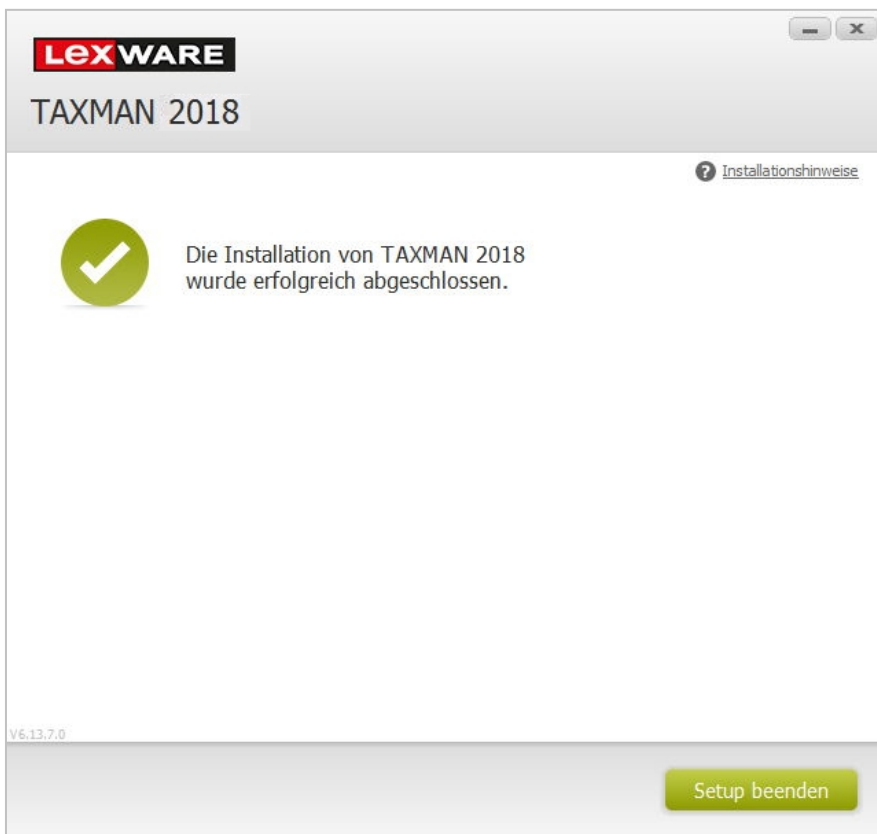 LEXWARE
TAXMAN 2018
Installationshinweise
Die Installation von TAXMAN 2018
wurde erfolgreich abgeschlossen.
V6.13.7.0
Setup beenden